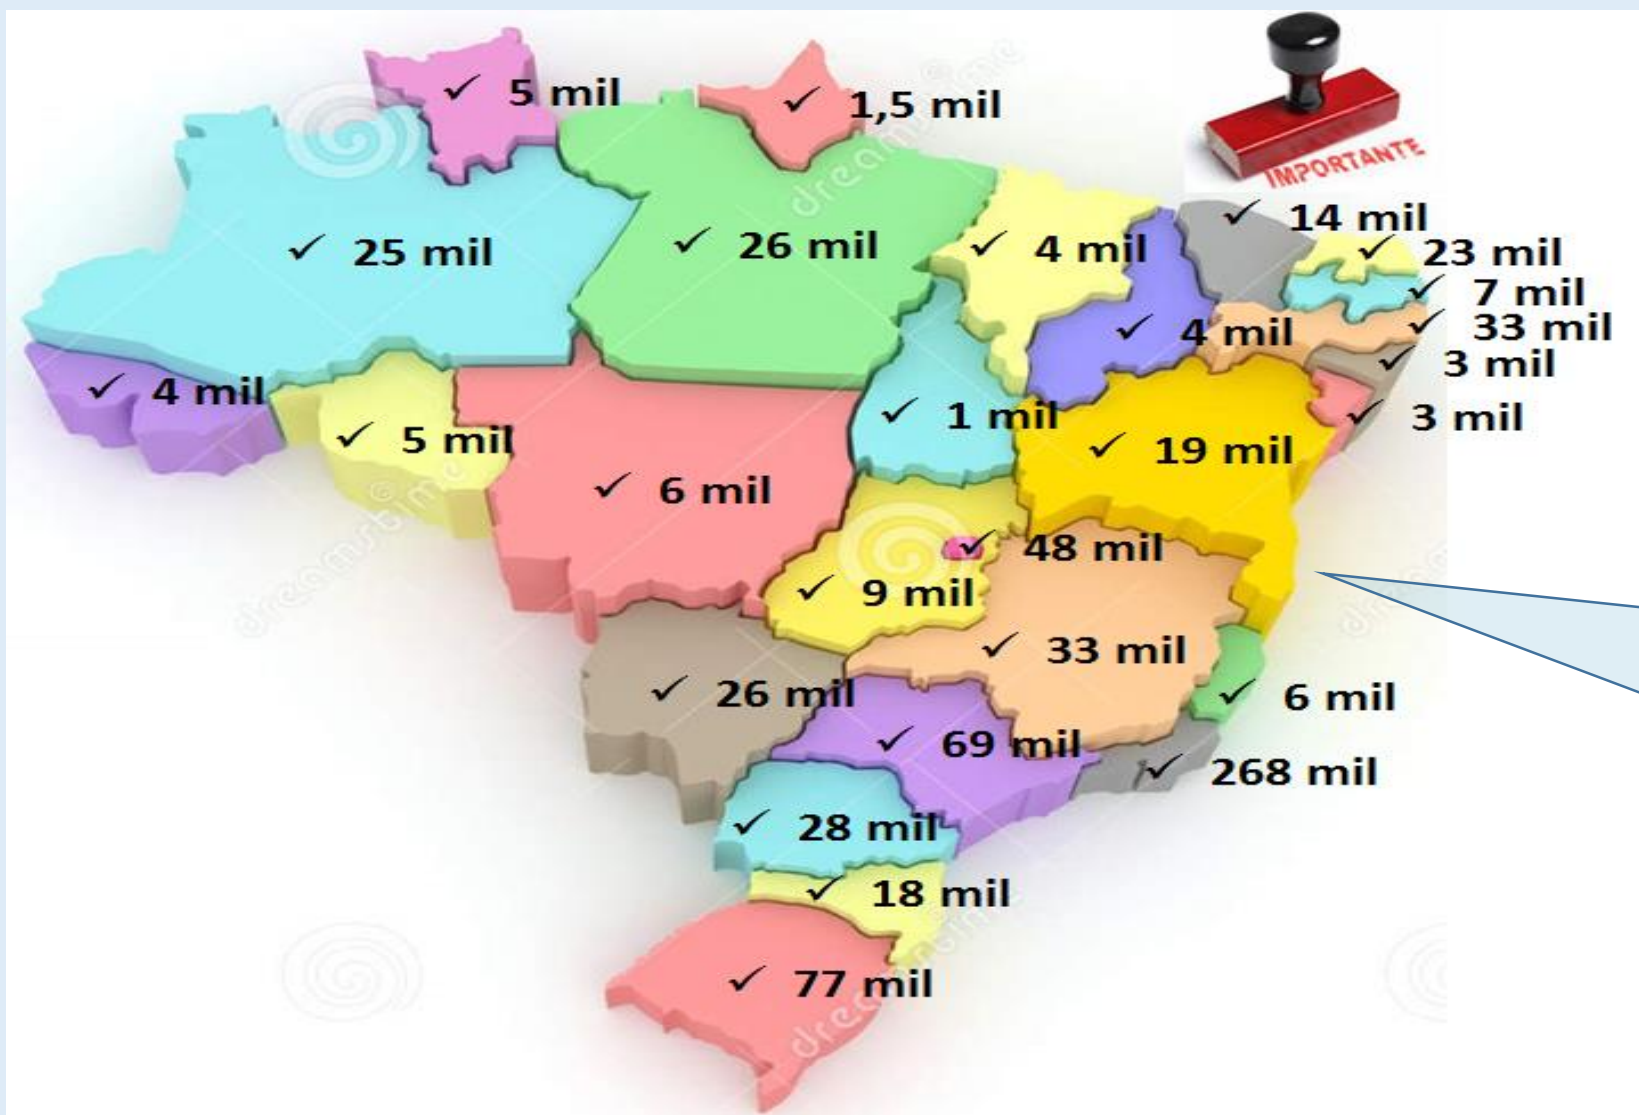 ✓ 5 mil
✓ 1,5 mil
IMPORTANTE
✓ 14 mil
✓ 25 mil
✓ 26 mil
✓ 4 mil
✓ 23 mil
✓ 7 mil
✓ 4 mil
✓ 33 mil
✓ 3 mil
✓ 4 mil
✓ 5 mil
✓ 1 mil
✓ 3 mil
✓ 19 mil
✓ 6 mil
✓ 48 mil
✓ 9 mil
✓ 33 mil
✓ 26 mil
✓ 6 mil
✓ 69 mil
✓ 268 mil
✓ 28 mil
✓ 18 mil
✓ 77 mil
dreamstime
dreamstime